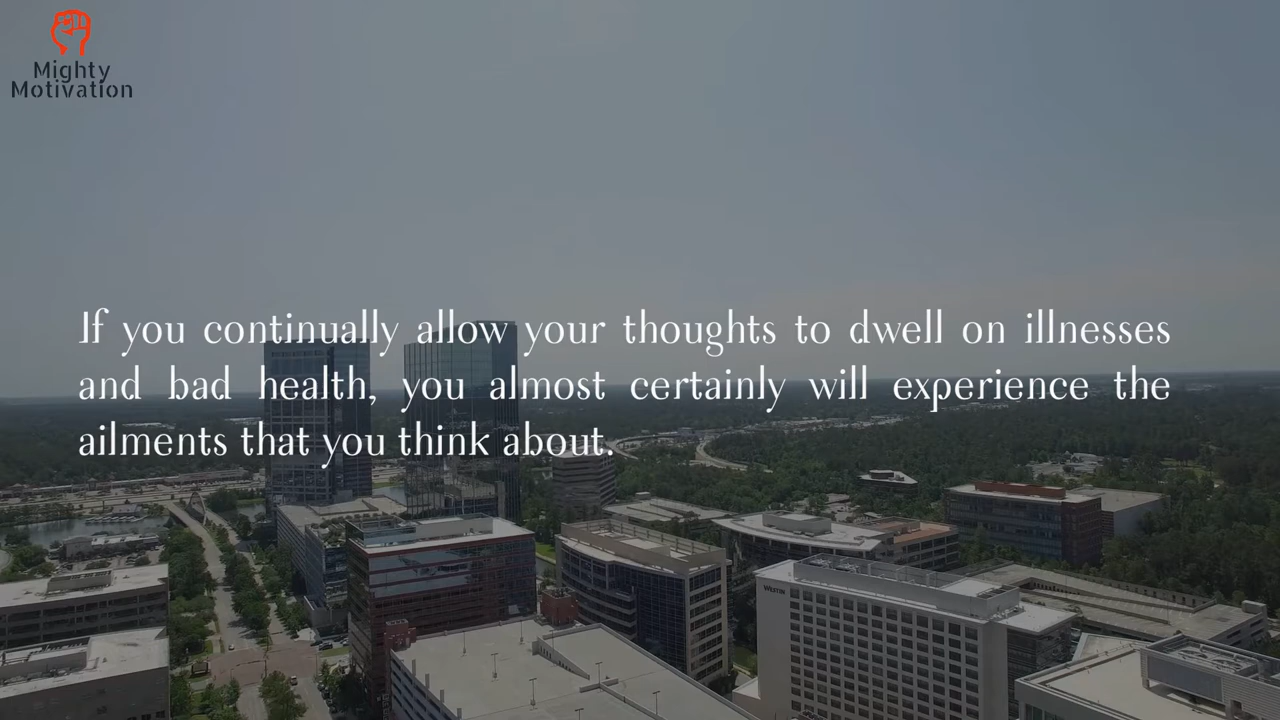 Mighty
Motivation
If you continually allow your thoughts to dwell on illnesses
and bad health, you almost certainly will experience the
ailments that you think about.
WESTIN